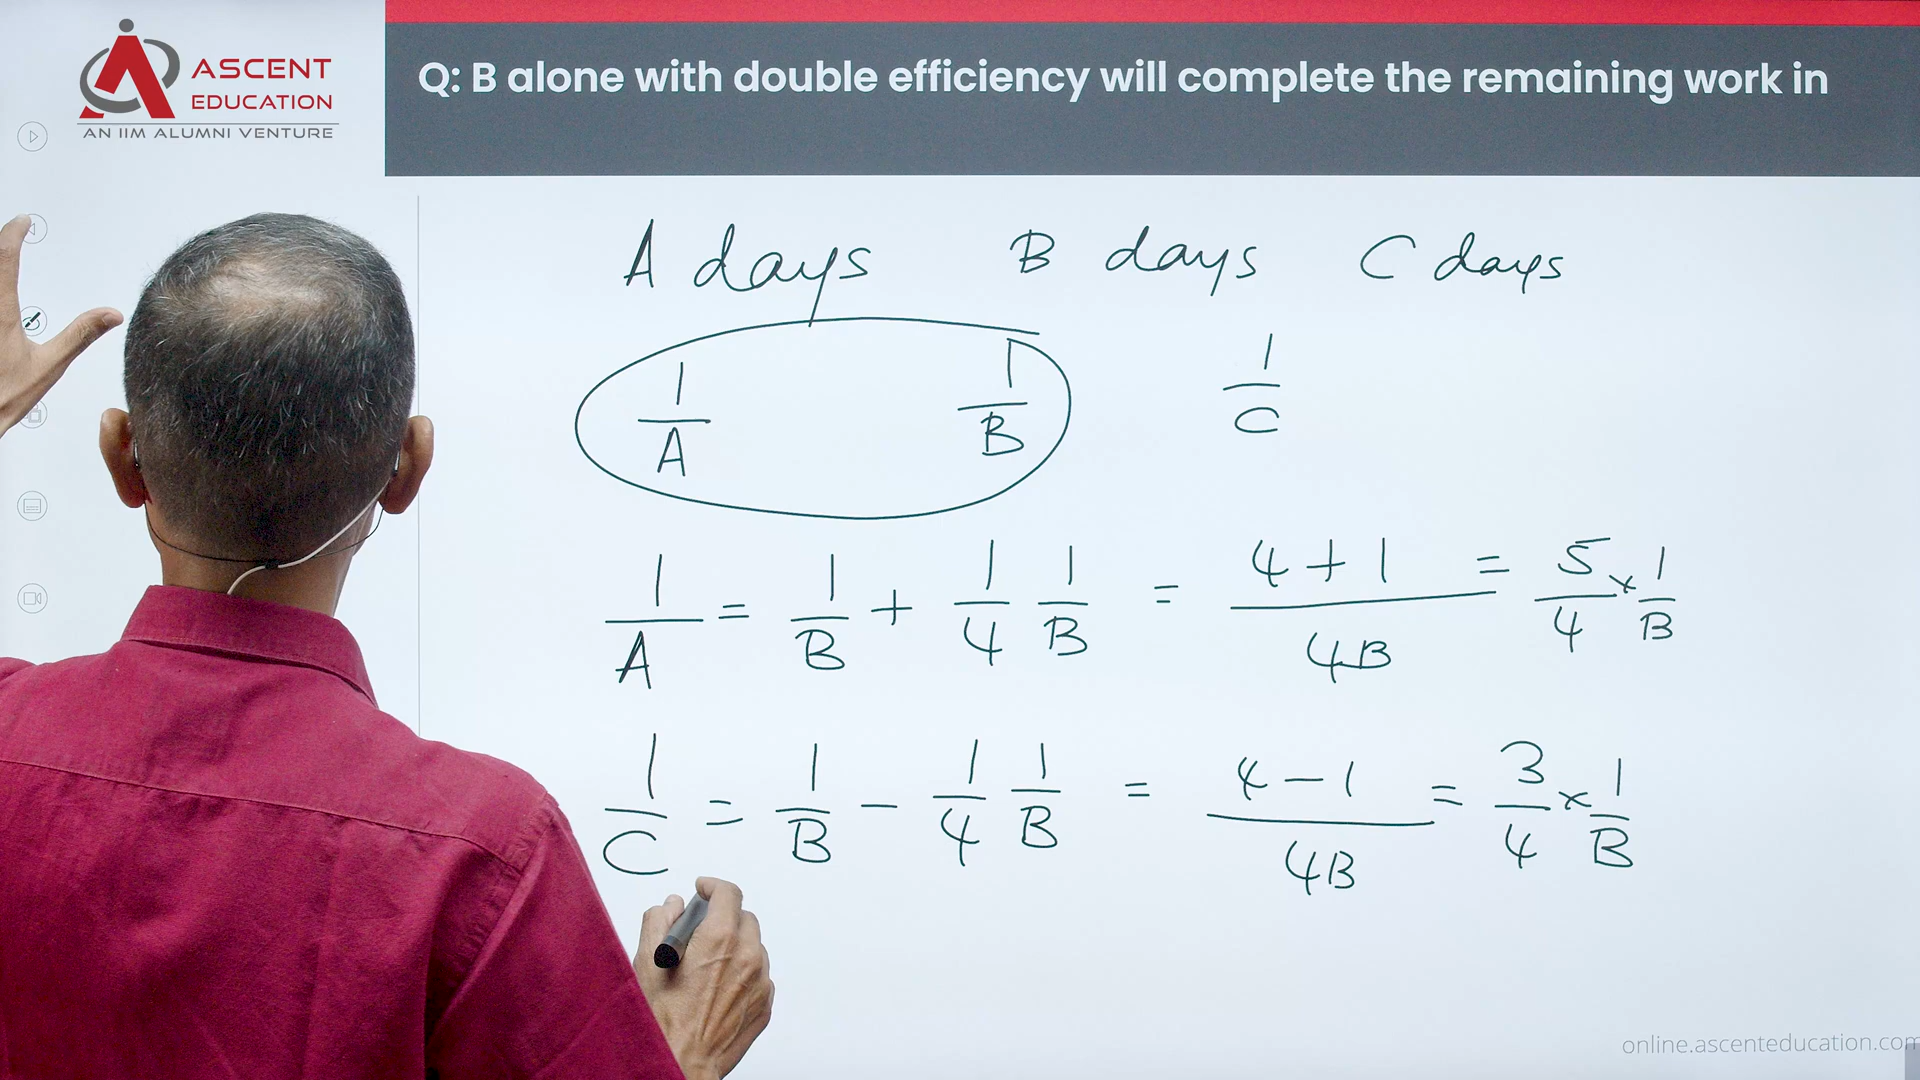 ASCENT
EDUCATION
AN IIM ALUMNI VENTURE
Q: B alone with double efficiency will complete the remaining work in
A days B days C days
1/A 1/B 1/C
1/A = 1/B + 1/4 1/B = 4+1/4B = 5/4 × 1/B
1/C = 1/B - 1/4 1/B = 4-1/4B = 3/4 × 1/B
online.ascenteducation.com